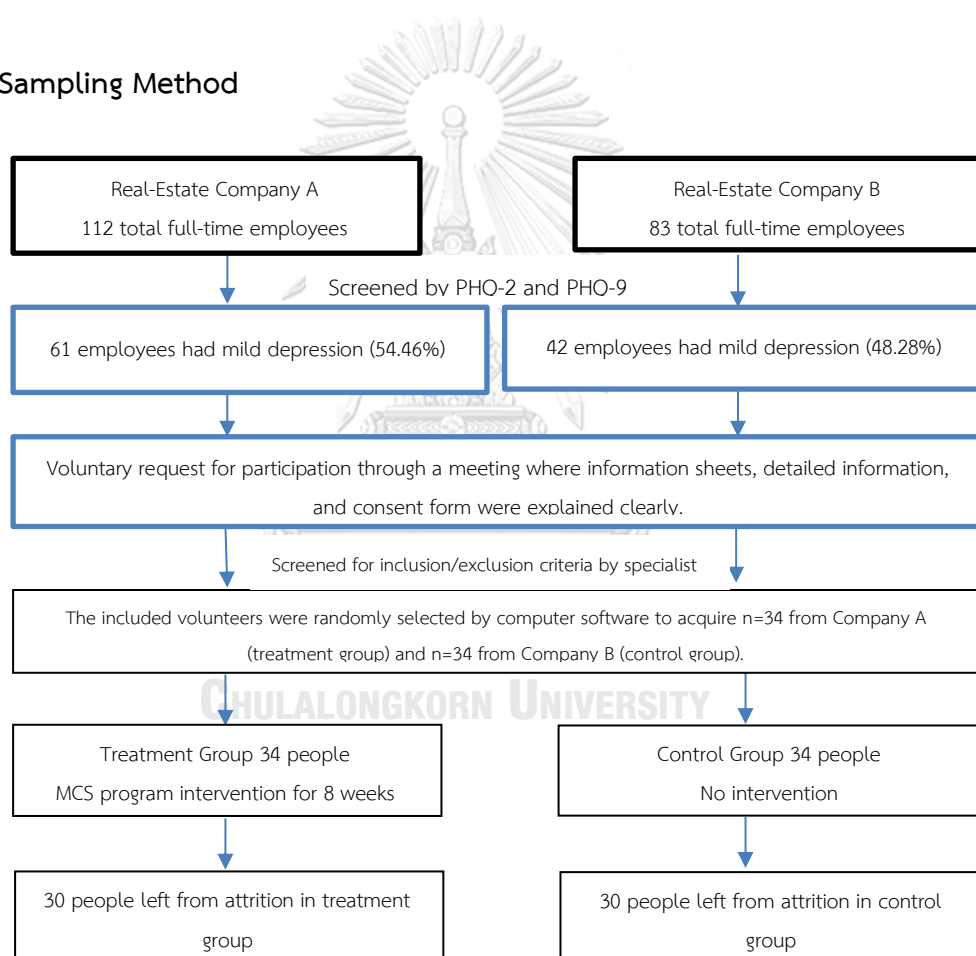 Sampling Method
Real-Estate Company A
112 total full-time employees
Real-Estate Company B
83 total full-time employees
Screened by PHQ-2 and PHQ-9
61 employees had mild depression (54.46%)
42 employees had mild depression (48.28%)
Voluntary request for participation through a meeting where information sheets, detailed information,
and consent form were explained clearly.
Screened for inclusion/exclusion criteria by specialist
The included volunteers were randomly selected by computer software to acquire n=34 from Company A
(treatment group) and n=34 from Company B (control group).
CHULALONGKORN UNIVERSITY
Treatment Group 34 people
MCS program intervention for 8 weeks
Control Group 34 people
No intervention
30 people left from attrition in treatment
group
30 people left from attrition in control
group